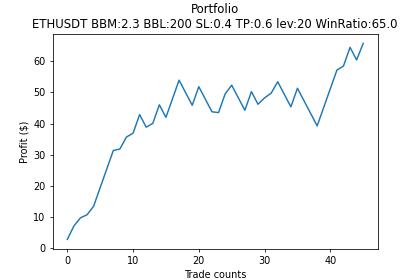 Portfolio
ETHUSDT BBM:2.3 BBL:200 SL:0.4 TP:0.6 lev:20 WinRatio:65.0
Profit ($)
60
50
40
30
20
10
0
0 10 20 30 40
Trade counts